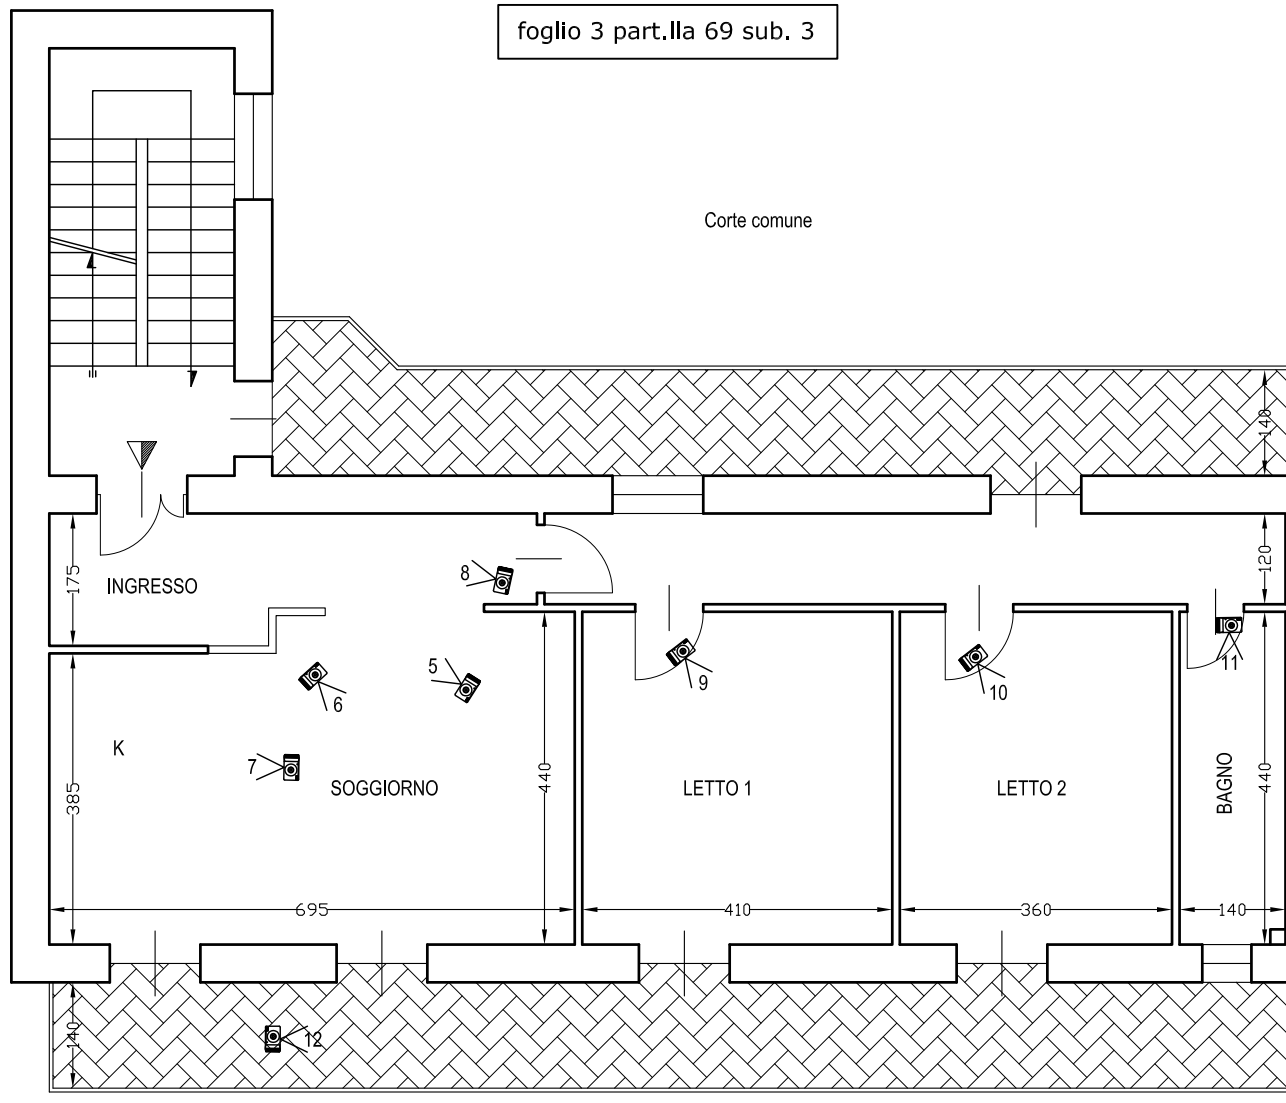 foglio 3 part.lla 69 sub. 3
Corte comune
140
175
INGRESSO
8
120
5
6
9
10
11
K
7
385
SOGGIORNO
440
LETTO 1
LETTO 2
BAGNO
440
695
410
360
140
140
12